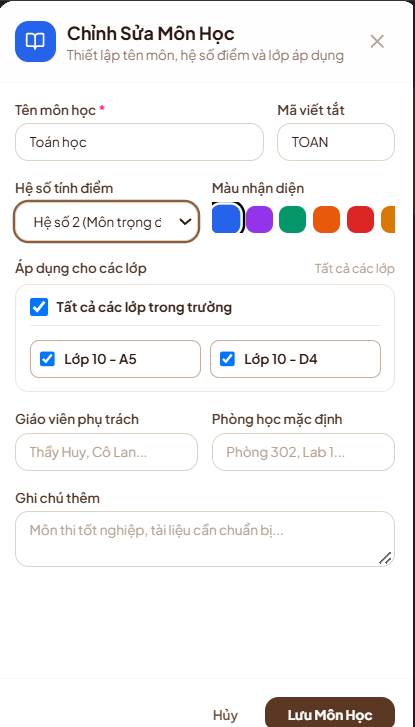 Chỉnh Sửa Môn Học
Thiết lập tên môn, hệ số điểm và lớp áp dụng
Tên môn học *
Mã viết tắt
Toán học
TOAN
Hệ số tính điểm
Màu nhận diện
Hệ số 2 (Môn trọng đ
Áp dụng cho các lớp
Tất cả các lớp
Tất cả các lớp trong trường
Lớp 10 - A5
Lớp 10 - D4
Giáo viên phụ trách
Phòng học mặc định
Thầy Huy, Cô Lan...
Phòng 302, Lab 1...
Ghi chú thêm
Môn thi tốt nghiệp, tài liệu cần chuẩn bị...
Hủy
Lưu Môn Học